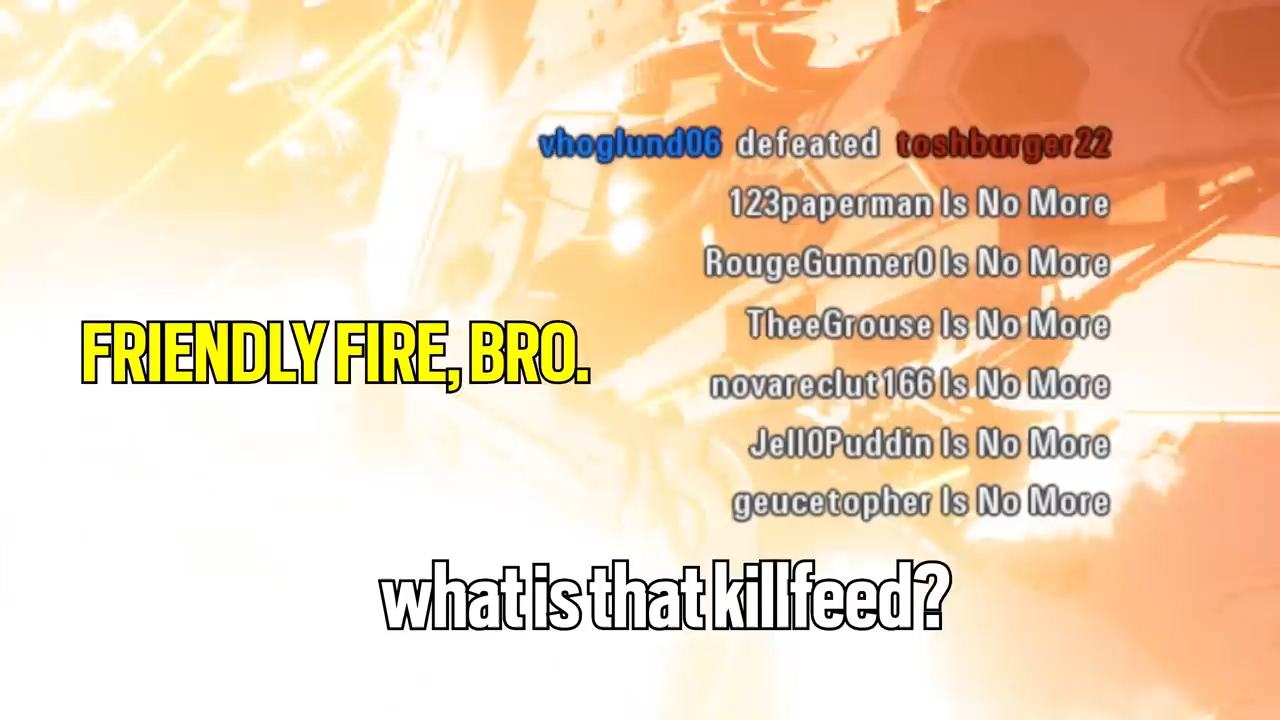 vhoglund06 defeated toshburger22
123paperman Is No More
RougeGunner0 Is No More
TheeGrouse Is No More
FRIENDLY FIRE, BRO.
novareclut166 Is No More
Jell0Puddin Is No More
geucetopher Is No More
what is that killfeed?